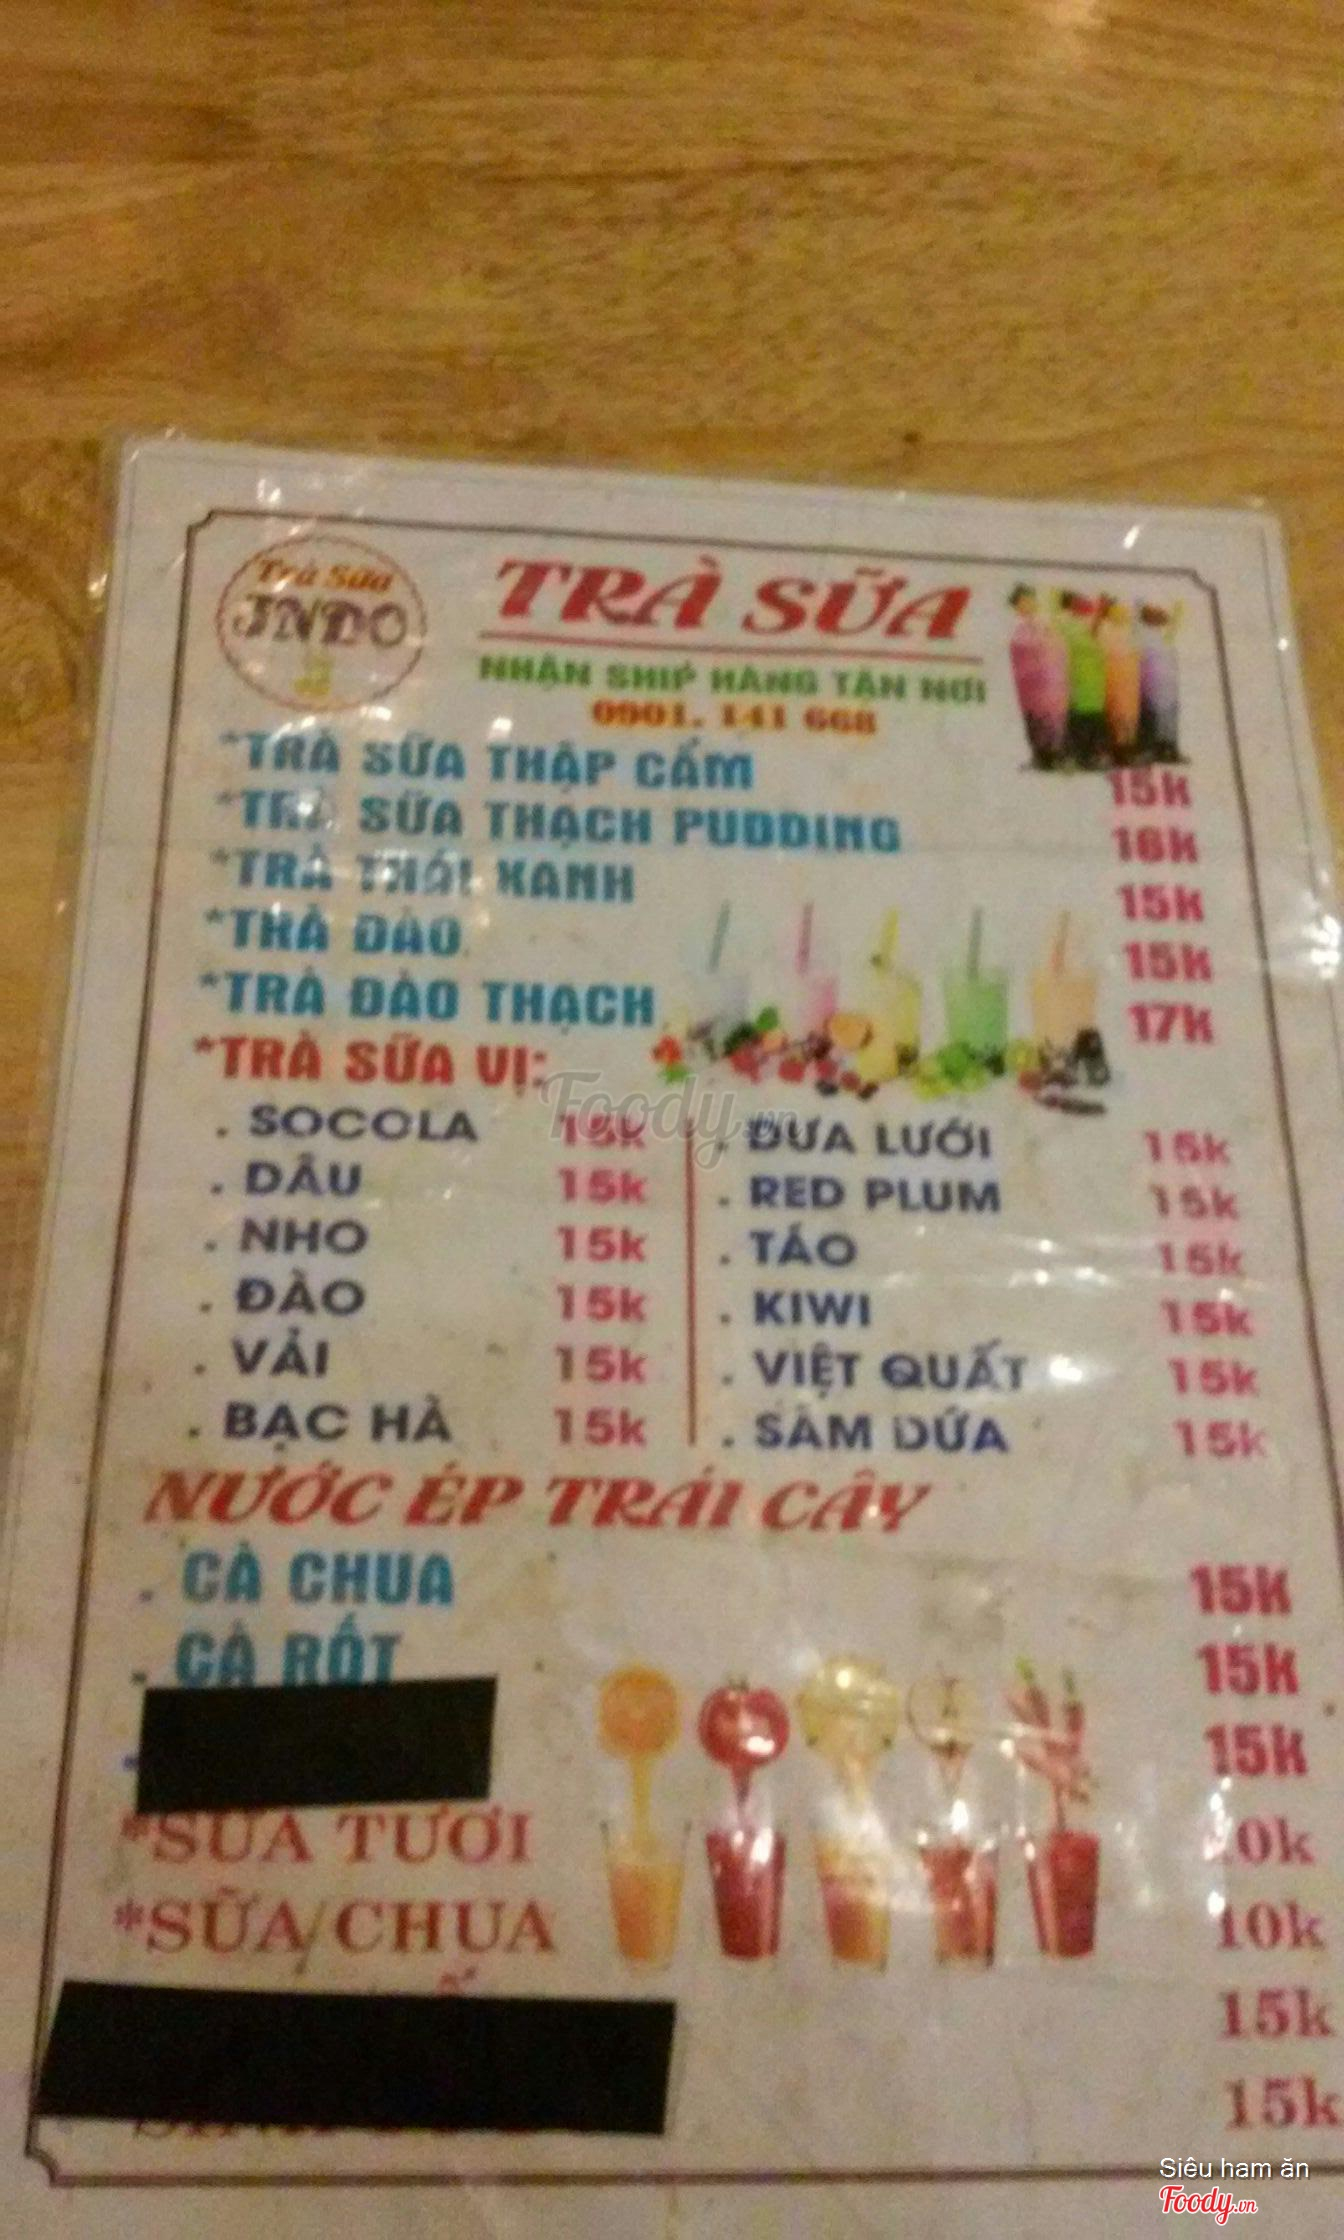 Trà Sữa
INDO
TRÀ SỮA
NHẬN SHIP HÀNG TẬN NƠI
0901. 141 668
*TRÀ SỮA THẬP CẨM 15k
*TRÀ SỮA THẠCH PUDDING 16k
*TRÀ THÁI XANH 15k
*TRÀ ĐÀO 15k
*TRÀ ĐÀO THẠCH 17k
*TRÀ SỮA VỊ:
. SOCOLA 15k . DƯA LƯỚI 15k
. DÂU 15k . RED PLUM 15k
. NHO 15k . TÁO 15k
. ĐÀO 15k . KIWI 15k
. VẢI 15k . VIỆT QUẤT 15k
. BẠC HÀ 15k . SÂM DỨA 15k
NƯỚC ÉP TRÁI CÂY
. CÀ CHUA 15k
. CÀ RỐT 15k
15k
*SỮA TƯƠI 0k
*SỮA CHUA 10k
15k
15k
Foody.vn
Siêu ham ăn
Foody.vn